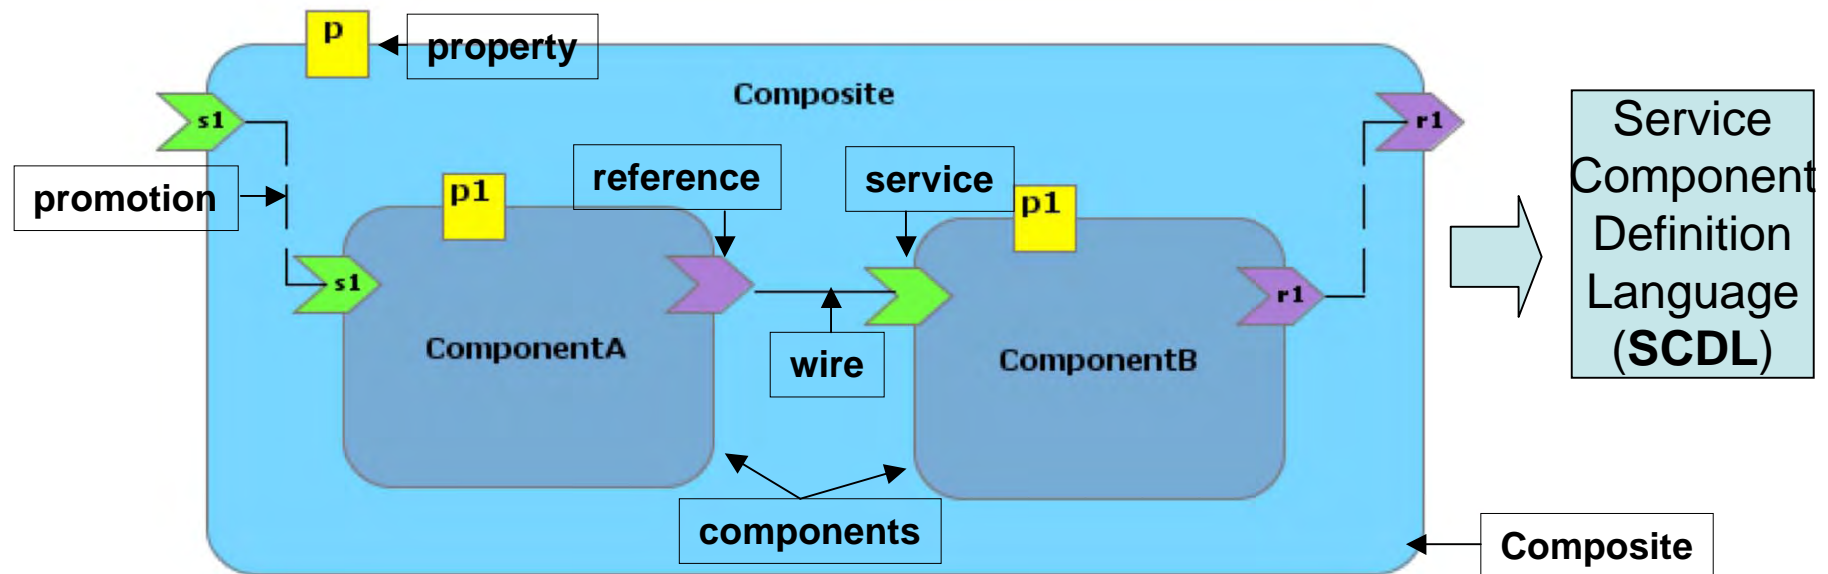 p
property
Composite
s1
r1
Service
Component
Definition
Language
(SCDL)
promotion
p1
reference
service
p1
s1
r1
ComponentA
wire
ComponentB
components
Composite